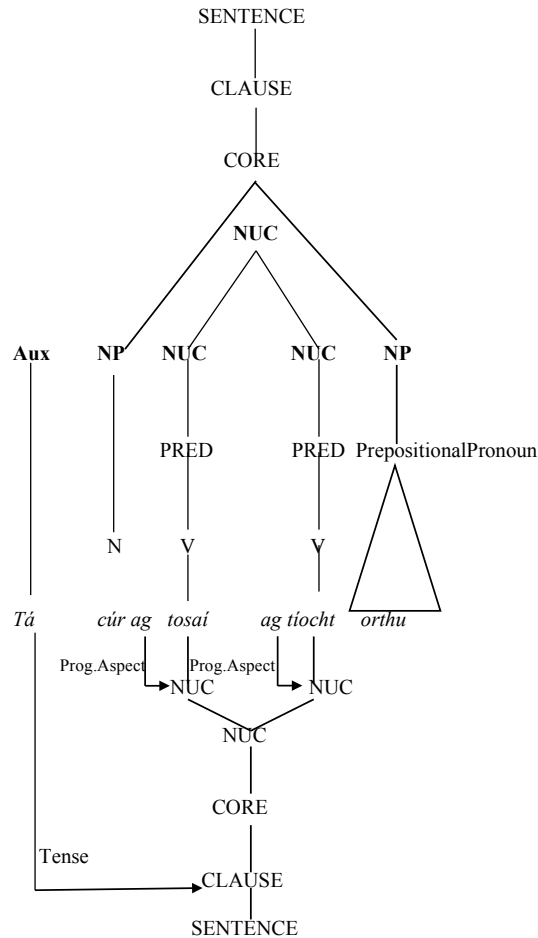 SENTENCE
CLAUSE
CORE
NUC
Aux NP NUC NUC NP
PRED PRED PrepositionalPronoun
N V V
Tá cúr ag tosaí ag tíocht orthu
Prog.Aspect Prog.Aspect
NUC NUC
NUC
CORE
Tense
CLAUSE
SENTENCE